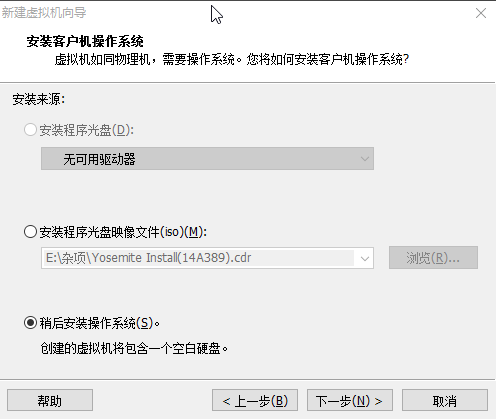 新建虚拟机向导
安装客户机操作系统
虚拟机如同物理机，需要操作系统。您将如何安装客户机操作系统?
安装来源:
安装程序光盘(D):
无可用驱动器
安装程序光盘映像文件(iso)(M):
E:\杂项\Yosemite Install(14A389).cdr
浏览(R)...
稍后安装操作系统(S)。
创建的虚拟机将包含一个空白硬盘。
帮助
< 上一步(B)
下一步(N) >
取消